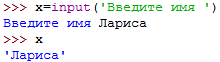 >>> x=input('Введите имя ')
Введите имя Лариса
>>> x
'Лариса'